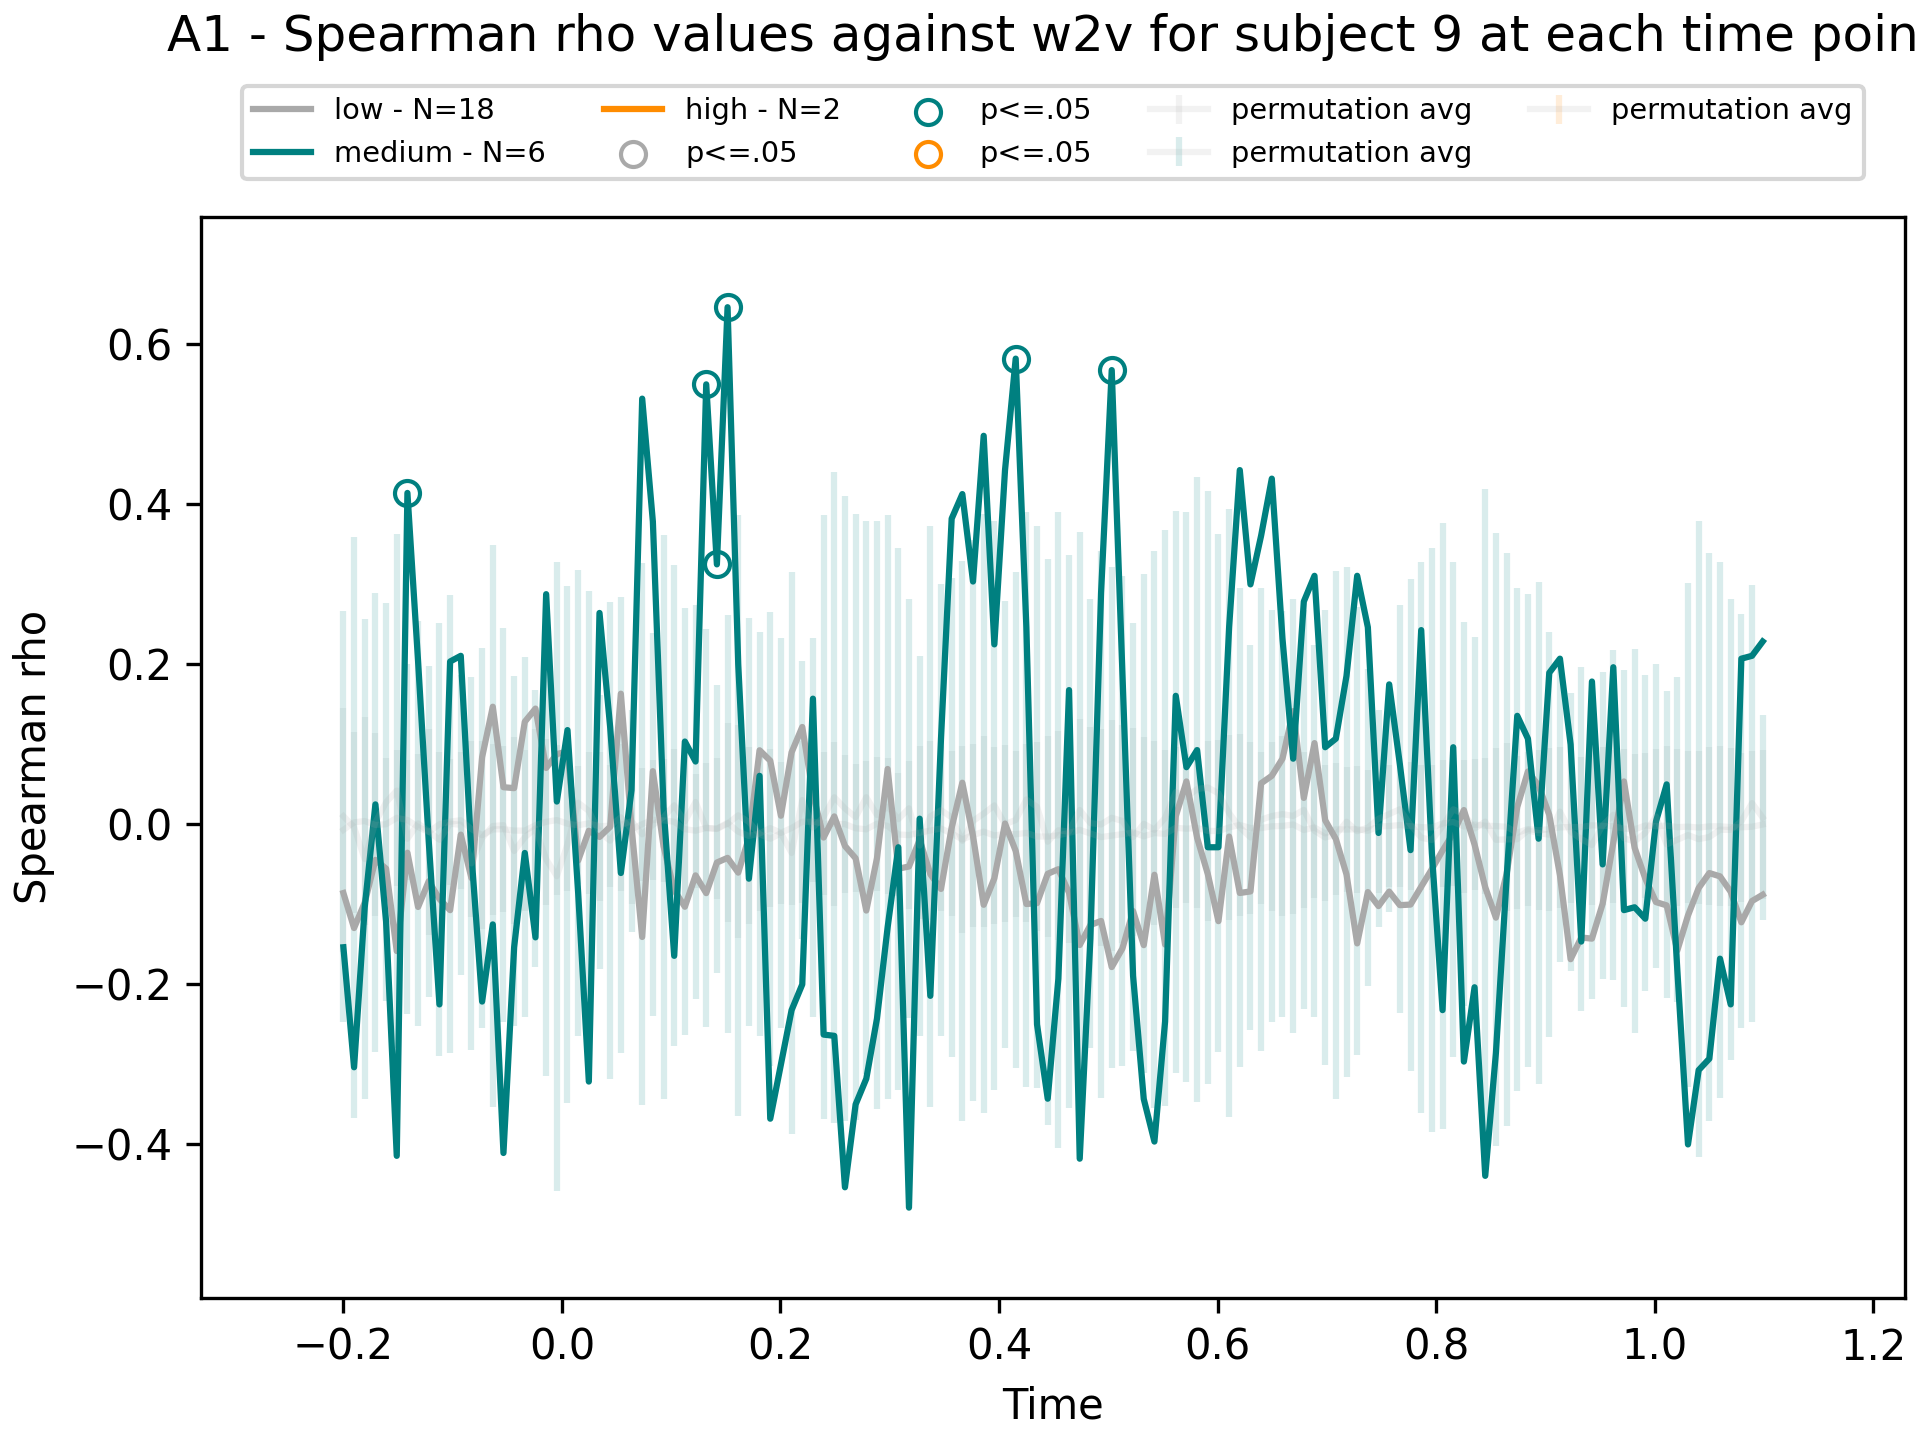 A1 - Spearman rho values against w2v for subject 9 at each time poin
low - N=18 high - N=2 p<=.05 permutation avg permutation avg
medium - N=6 p<=.05 p<=.05 permutation avg
0.6
0.4
0.2
0.0
−0.2
−0.4
Spearman rho
−0.2 0.0 0.2 0.4 0.6 0.8 1.0 1.2
Time